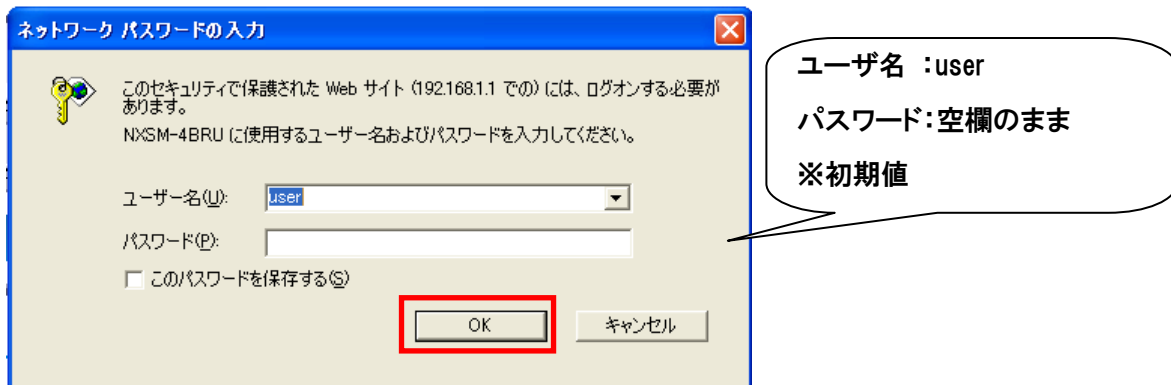 ネットワーク パスワードの入力
このセキュリティで保護された Web サイト (192.168.1.1 での) には、ログオンする必要が
あります。
NXSM-4BRU に使用するユーザー名およびパスワードを入力してください。
ユーザー名(U):
user
パスワード(P):
このパスワードを保存する(S)
OK
キャンセル
ユーザ名 :user
パスワード:空欄のまま
※初期値